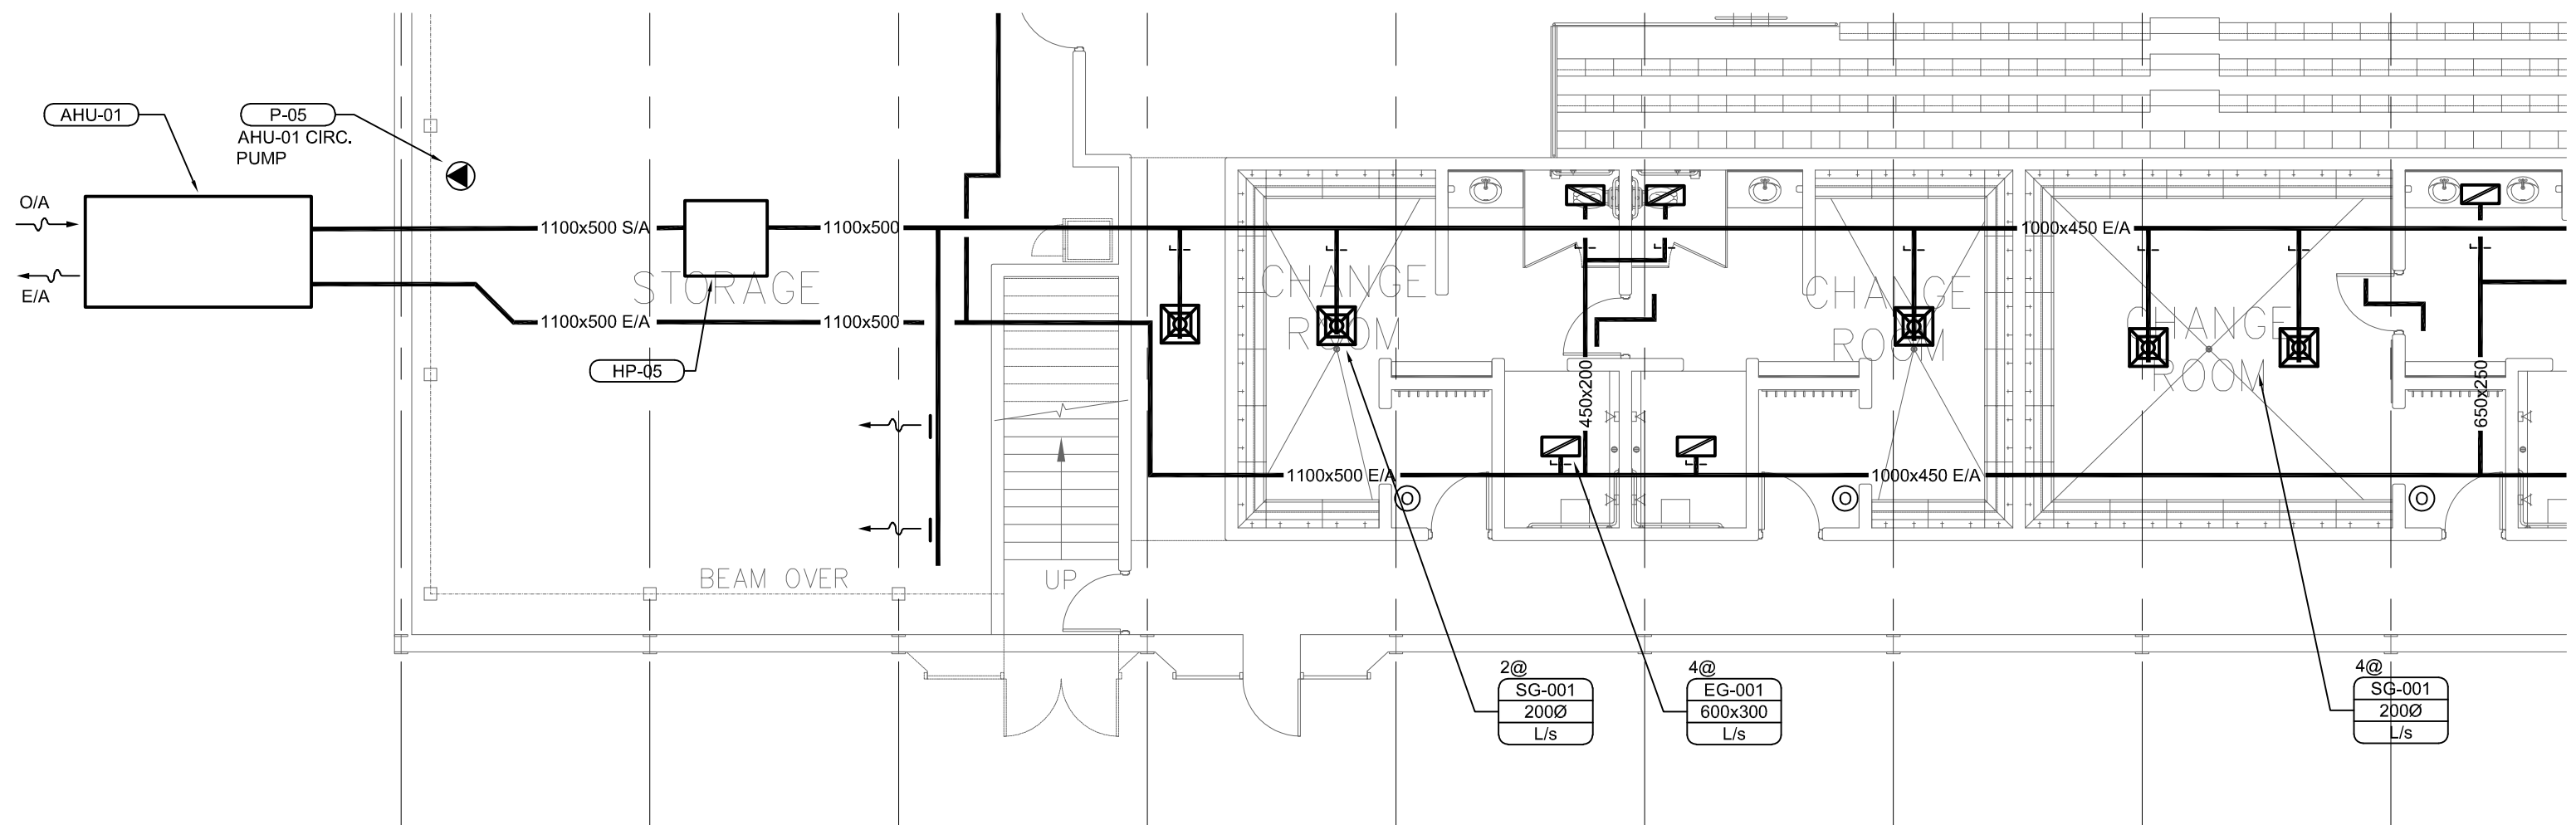 AHU-01
P-05
AHU-01 CIRC.
PUMP
O/A
E/A
1100x500 S/A
1100x500
1000x450 E/A
STORAGE
CHANGE
ROOM
CHANGE
ROOM
CHANGE
ROOM
1100x500 E/A
1100x500
HP-05
450x200
650x250
1100x500 E/A
1000x450 E/A
BEAM OVER
UP
2@
SG-001
200Ø
L/s
4@
EG-001
600x300
L/s
4@
SG-001
200Ø
L/s